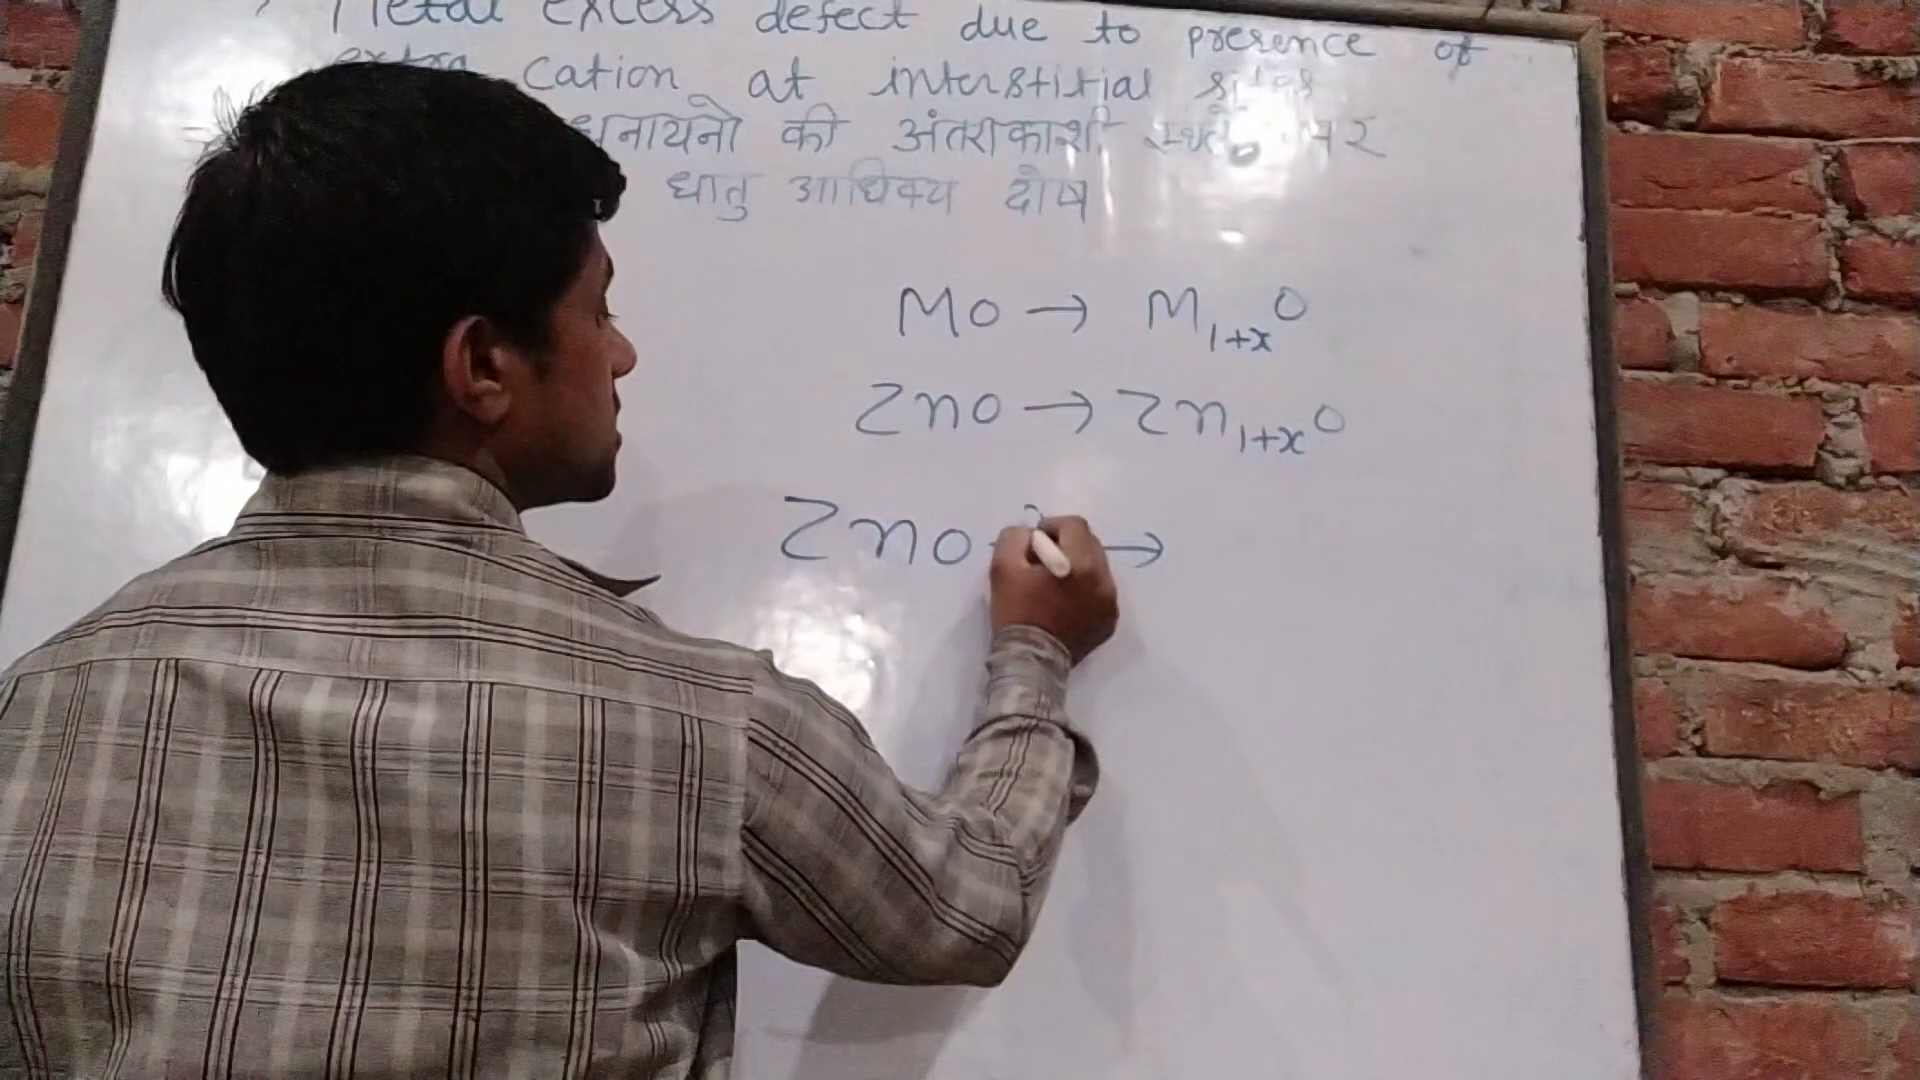 Metal excess defect due to presence of
extra cation at interstitial sites
धनायनो की अंतराकाशी पर
धातु आधिक्य दोष
MO → M1+xO
ZnO → Zn1+xO
ZnO →